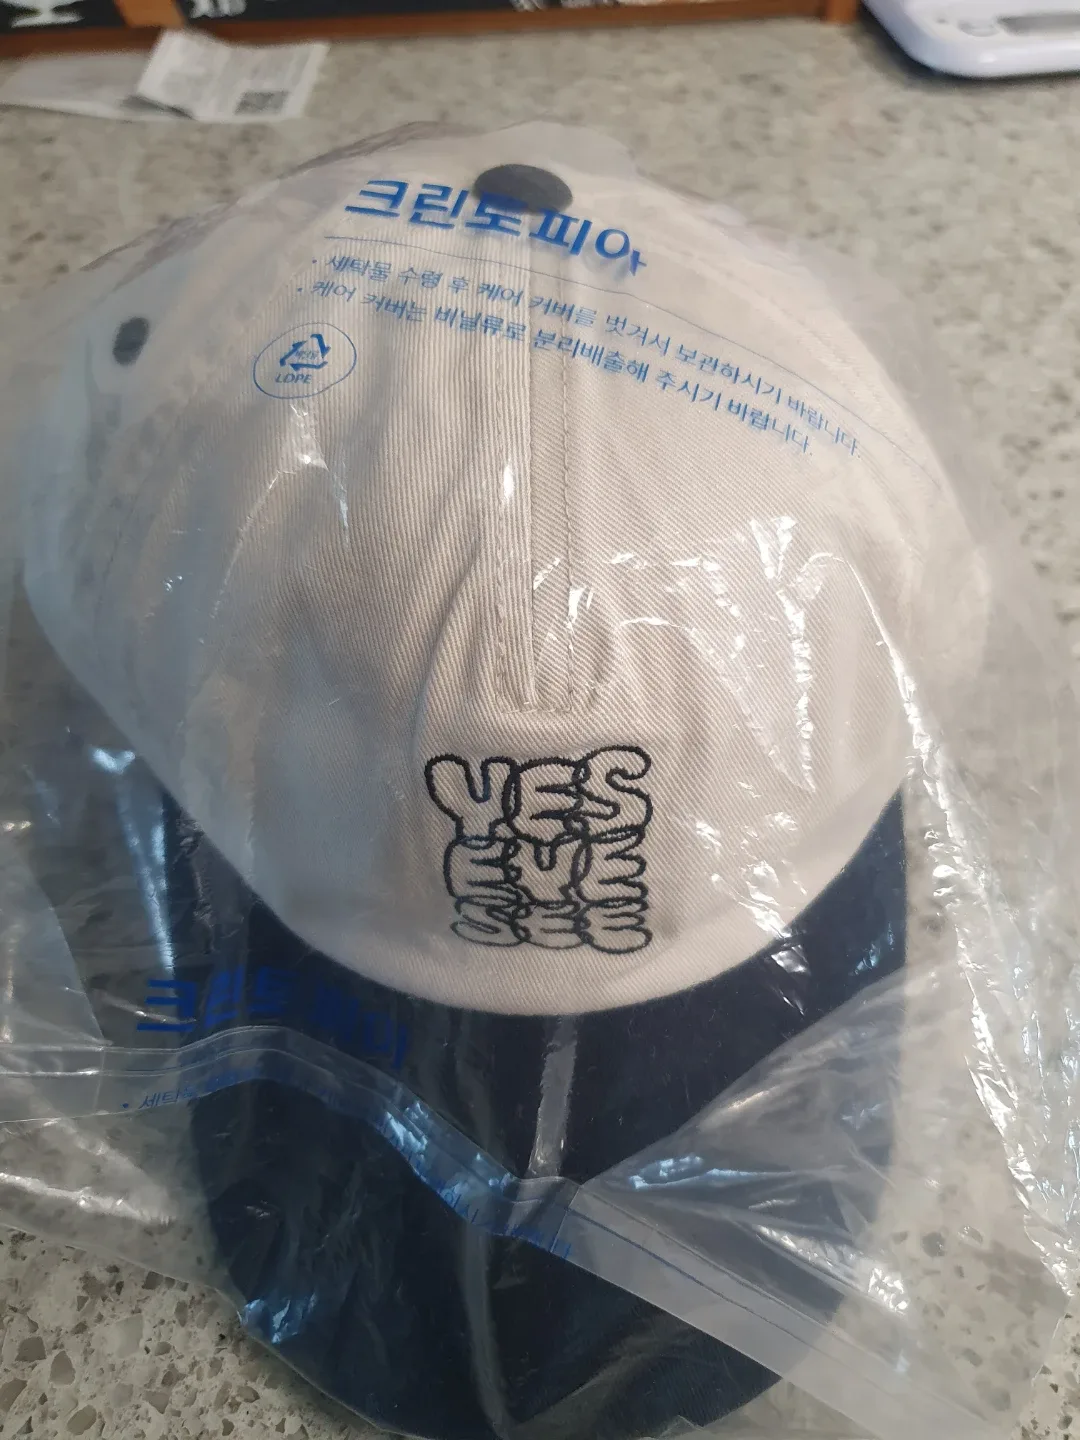 크린토피아
· 세탁물 수령 후 케어 커버를 벗겨서 보관하시기 바랍니다.
· 케어 커버는 비닐류로 분리배출해 주시기 바랍니다.
LDPE
YES
EYE
SEE
크린토피아
· 세탁물